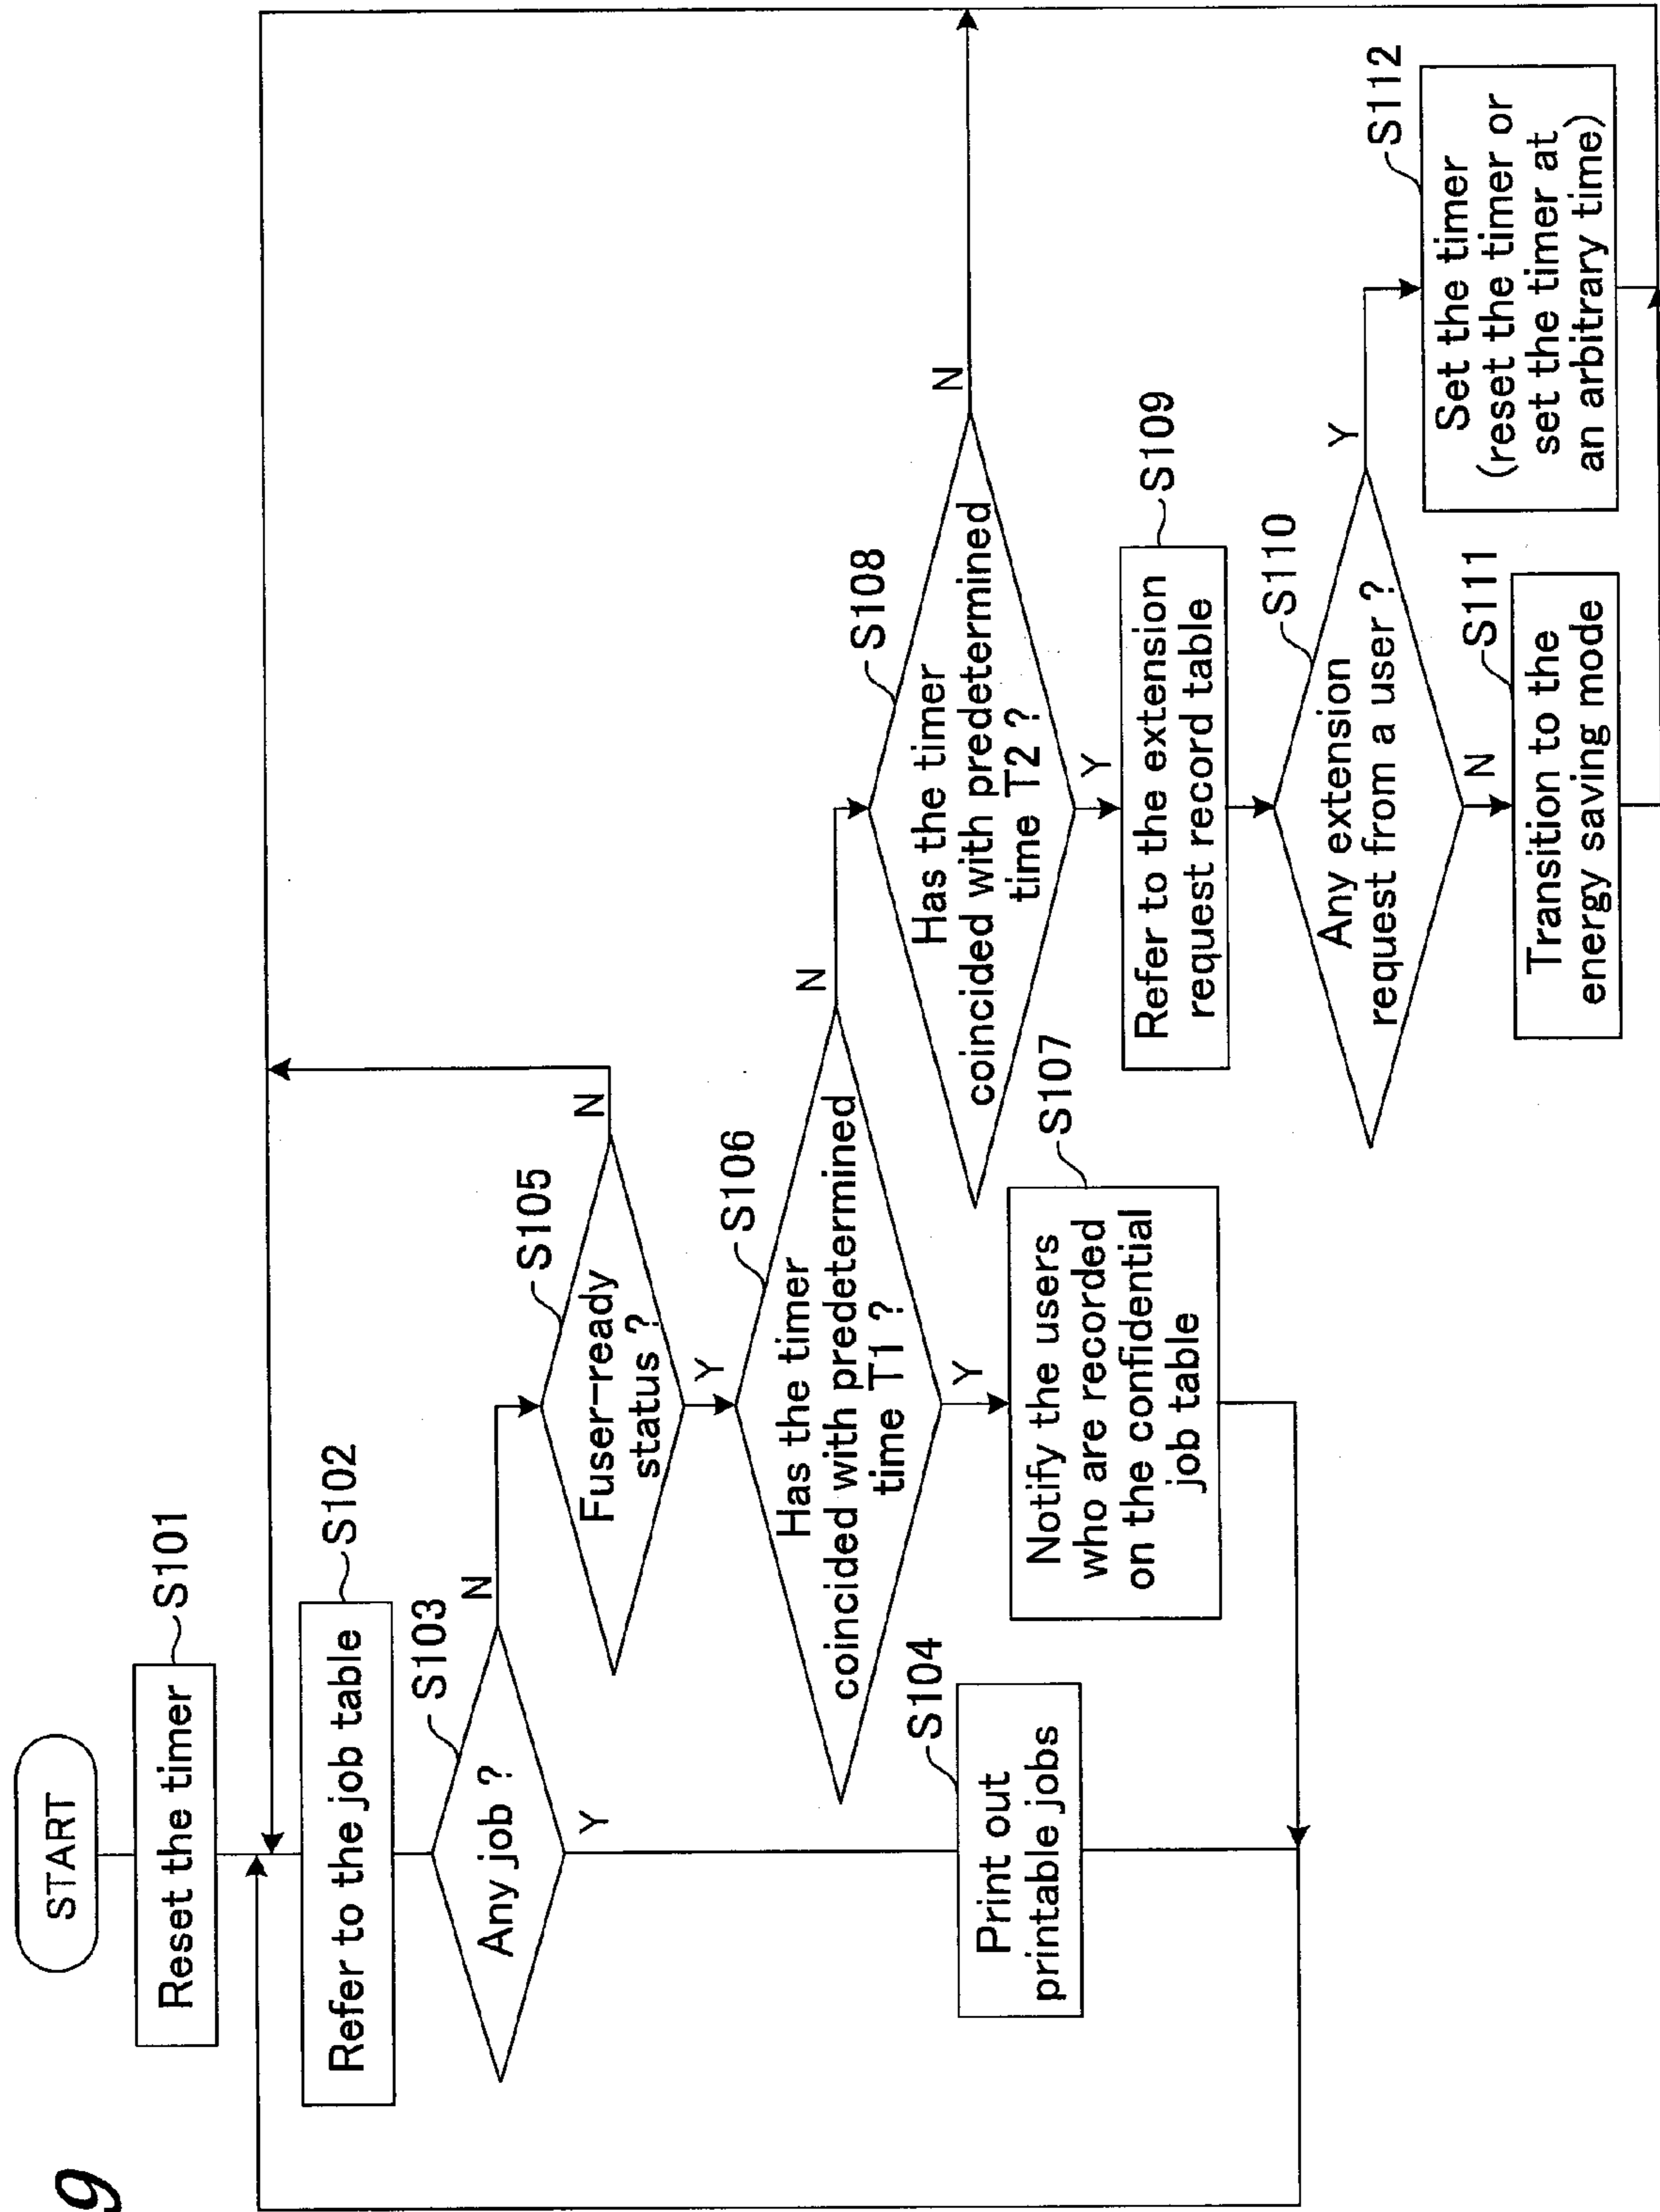 9
START
Reset the timer
S101
Refer to the job table
S102
Any job ?
S103
N
Y
Print out
printable jobs
S104
Fuser-ready
status ?
S105
N
Y
Has the timer
coincided with predetermined
time T1 ?
S106
N
Y
Notify the users
who are recorded
on the confidential
job table
S107
Has the timer
coincided with predetermined
time T2 ?
S108
N
Y
Refer to the extension
request record table
S109
Any extension
request from a user ?
S110
Y
N
Transition to the
energy saving mode
S111
Set the timer
(reset the timer or
set the timer at
an arbitrary time)
S112